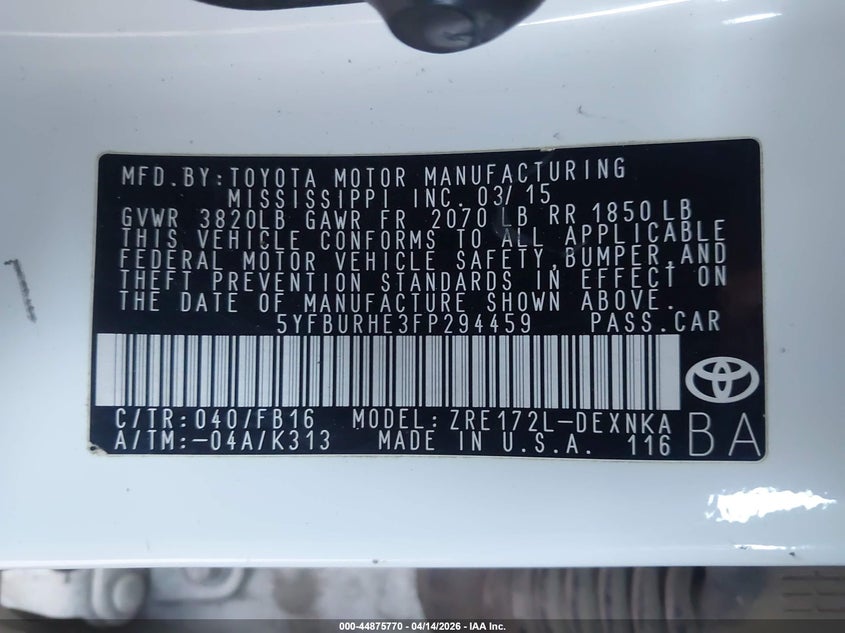 MFD.BY:TOYOTA MOTOR MANUFACTURING
MISSISSIPPI INC. 03/15
GVWR 3820LB GAWR FR 2070 LB RR 1850LB
THIS VEHICLE CONFORMS TO ALL APPLICABLE
FEDERAL MOTOR VEHICLE SAFETY,BUMPER,AND
THEFT PREVENTION STANDARDS IN EFFECT ON
THE DATE OF MANUFACTURE SHOWN ABOVE.
5YFBURHE3FP294459 PASS.CAR
C/TR:040/FB16 MODEL:ZRE172L-DEXNKA
A/TM:-04A/K313 MADE IN U.S.A. 116
BA
000-44875770 - 04/14/2026 - IAA Inc.